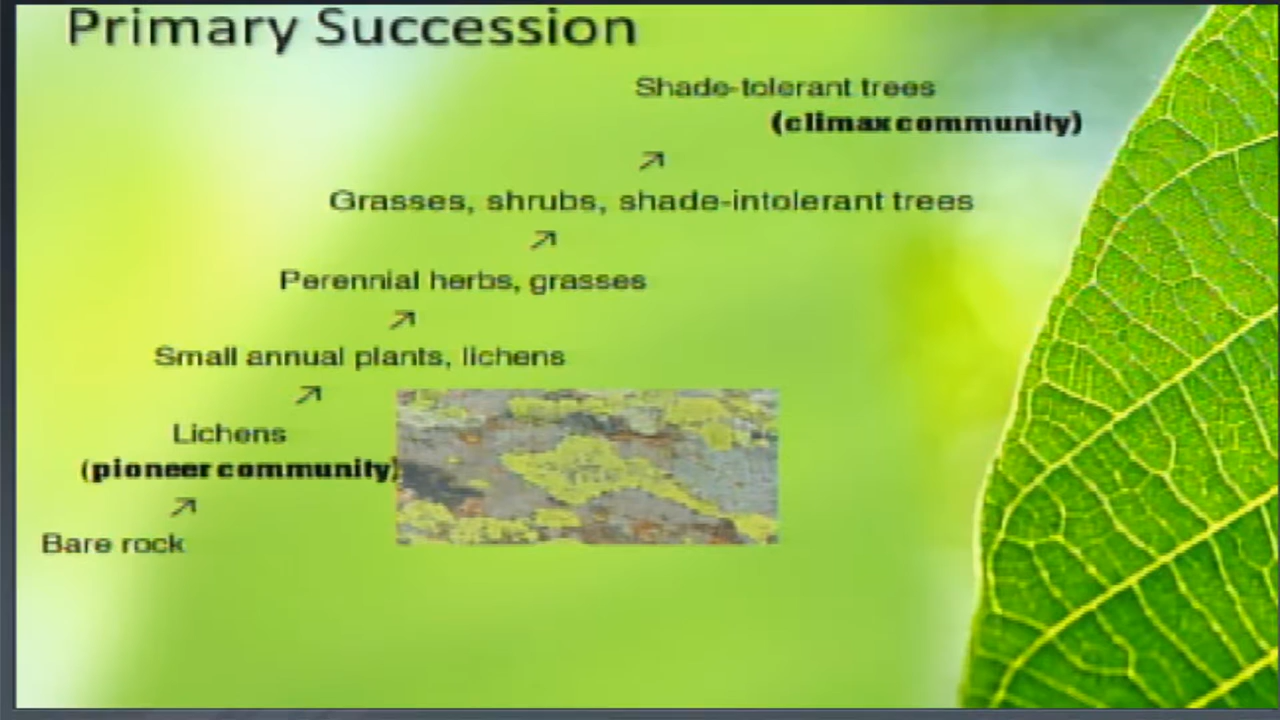 Primary Succession
Shade-tolerant trees
(climax community)
↗
Grasses, shrubs, shade-intolerant trees
↗
Perennial herbs, grasses
↗
Small annual plants, lichens
↗
Lichens
(pioneer community)
↗
Bare rock